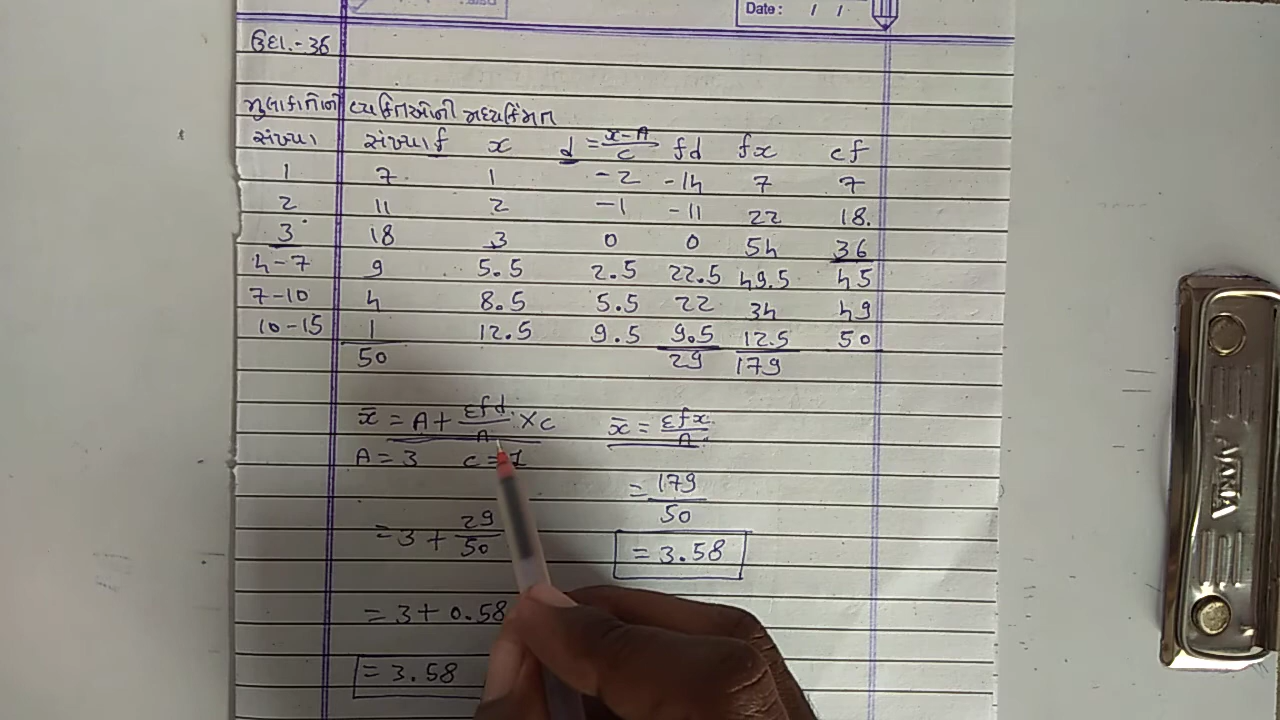 Date: / /
ઉદા.-36
મુલાકાતોની વ્યક્તિઓની મધ્યકિંમત
સંખ્યા સંખ્યા f x d = x-A/c fd fx cf
1 7 1 -2 -14 7 7
2 11 2 -1 -11 22 18.
3 18 3 0 0 54 36
4-7 9 5.5 2.5 22.5 49.5 45
7-10 4 8.5 5.5 22 34 49
10-15 1 12.5 9.5 9.5 12.5 50
50 29 179
x̄ = A + Σfd/n × c x̄ = Σfx/n
A = 3 c = 1
= 179/50
= 3 + 29/50
= 3.58
= 3 + 0.58
= 3.58
AJANTA